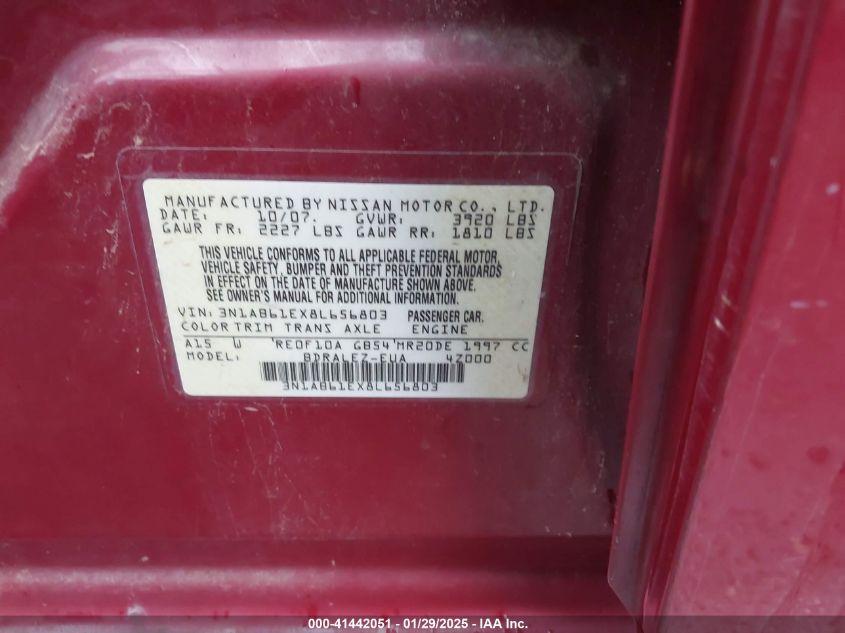 MANUFACTURED BY NISSAN MOTOR CO., LTD.
DATE: 10/07. GVWR: 3920 LBS
GAWR FR: 2227 LBS GAWR RR: 1810 LBS
THIS VEHICLE CONFORMS TO ALL APPLICABLE FEDERAL MOTOR
VEHICLE SAFETY, BUMPER AND THEFT PREVENTION STANDARDS
IN EFFECT ON THE DATE OF MANUFACTURE SHOWN ABOVE.
SEE OWNER'S MANUAL FOR ADDITIONAL INFORMATION
VIN: 3N1AB61EX8L656803 PASSENGER CAR.
COLOR TRIM TRANS AXLE ENGINE
A15 W RE0F10A GB54 MR20DE 1997 CC
MODEL: BDRALEZ-EUA 4Z000
3N1AB61EX8L656803
000-41442051 | 01/29/2025 - IAA Inc.